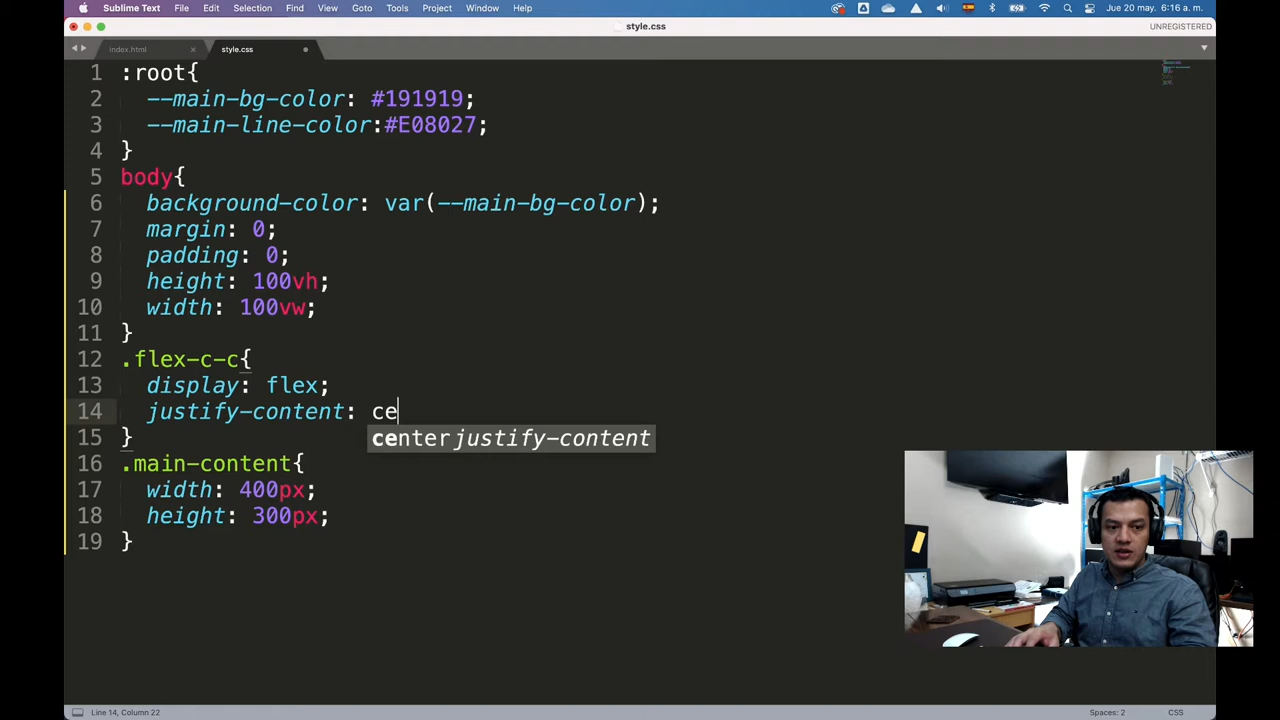 Sublime Text File Edit Selection Find View Goto Tools Project Window Help Jue 20 may. 6:16 a. m.
style.css UNREGISTERED
index.html style.css
1 :root{
2 --main-bg-color: #191919;
3 --main-line-color:#E08027;
4 }
5 body{
6 background-color: var(--main-bg-color);
7 margin: 0;
8 padding: 0;
9 height: 100vh;
10 width: 100vw;
11 }
12 .flex-c-c{
13 display: flex;
14 justify-content: ce
center justify-content
15 }
16 .main-content{
17 width: 400px;
18 height: 300px;
19 }
Line 14, Column 22 Spaces: 2 CSS